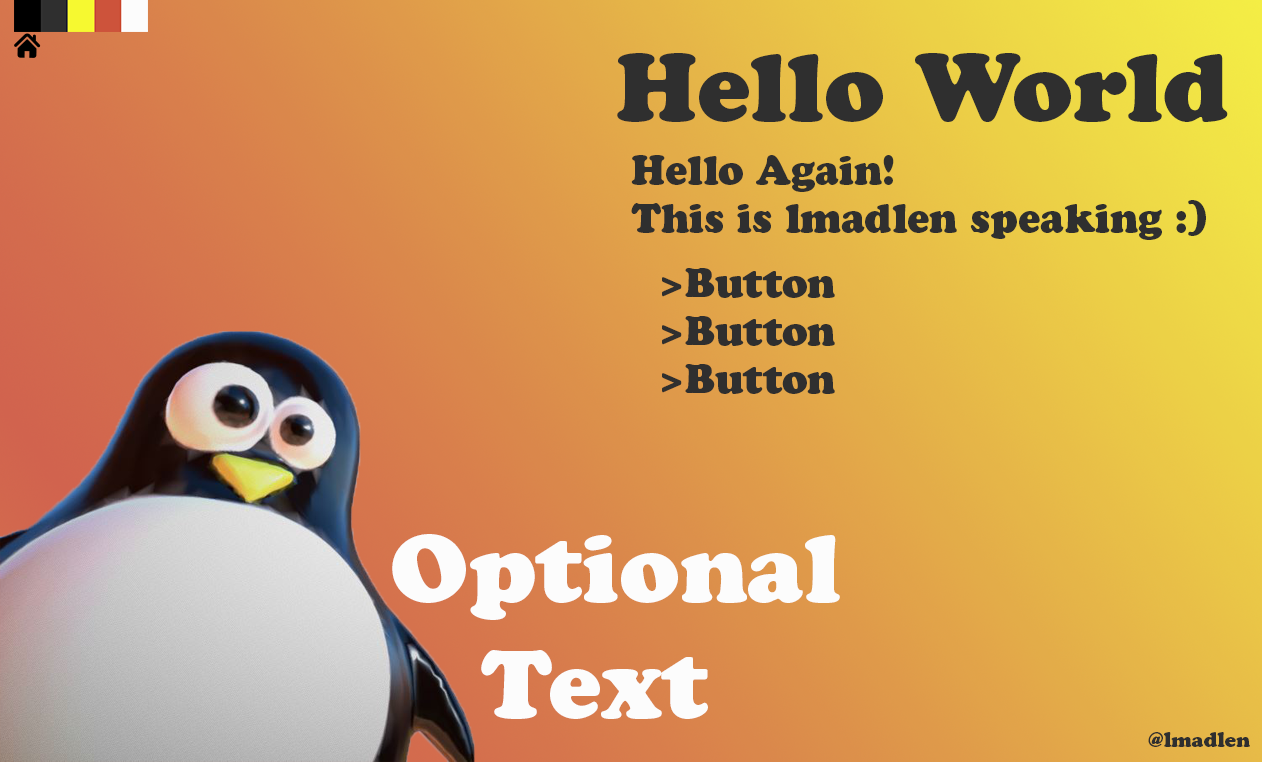 Hello World
Hello Again!
This is lmadlen speaking :)
>Button
>Button
>Button
Optional
Text
@lmadlen